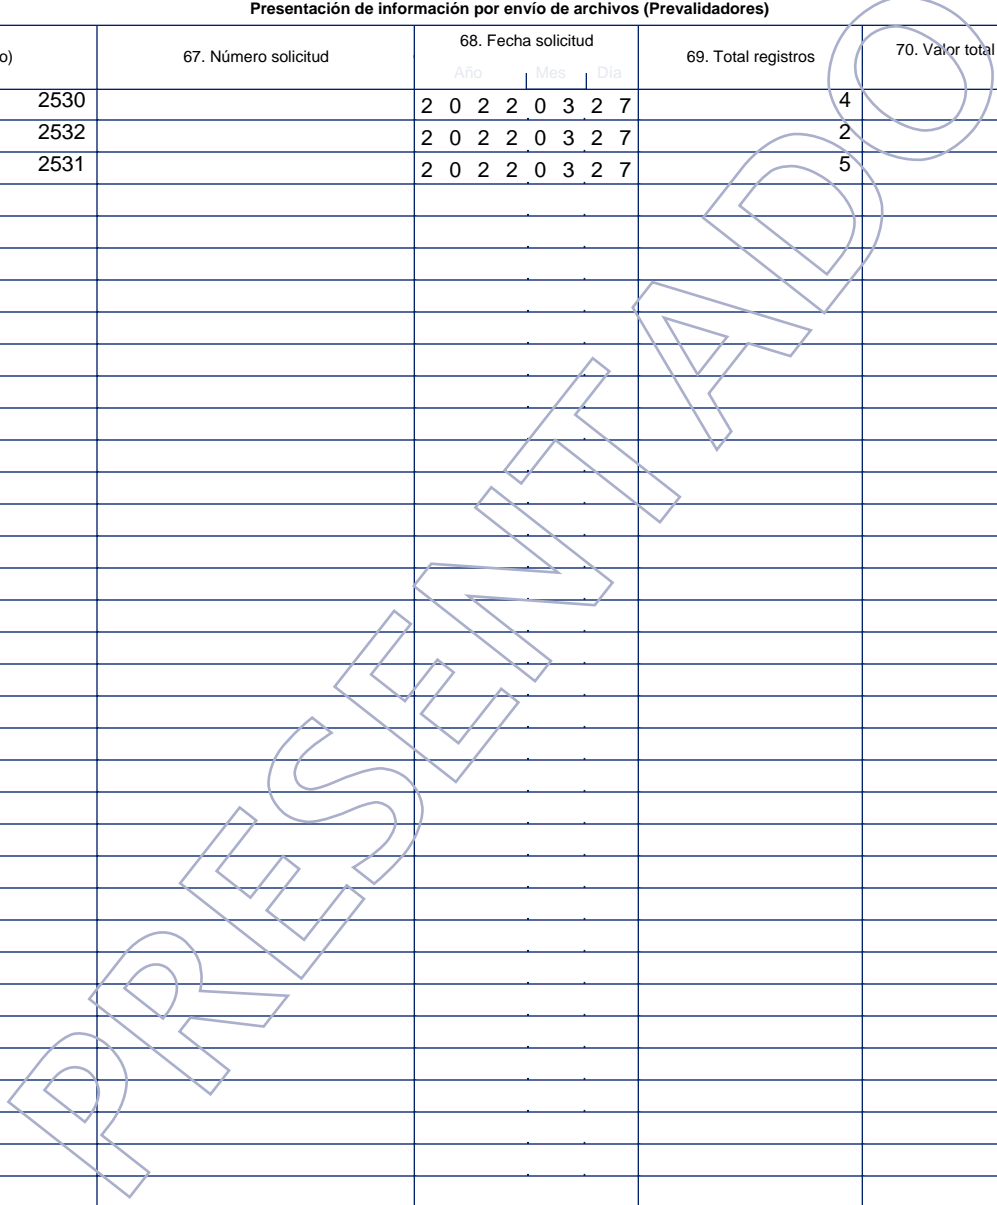 Presentación de información por envío de archivos (Prevalidadores)
o) 67. Número solicitud 68. Fecha solicitud 69. Total registros 70. Valor total
Año Mes Día
2530 2 0 2 2 0 3 2 7 4
2532 2 0 2 2 0 3 2 7 2
2531 2 0 2 2 0 3 2 7 5
PRESENTADO